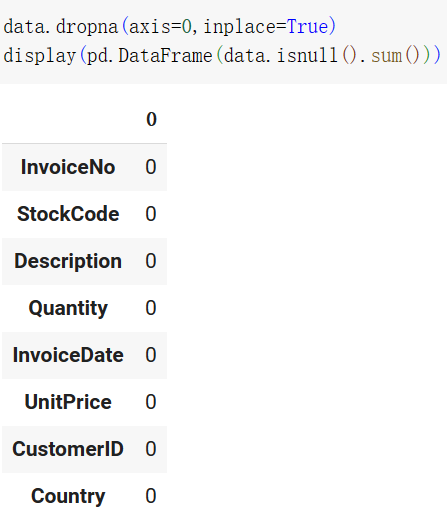 data.dropna(axis=0,inplace=True)
display(pd.DataFrame(data.isnull().sum()))
0
InvoiceNo 0
StockCode 0
Description 0
Quantity 0
InvoiceDate 0
UnitPrice 0
CustomerID 0
Country 0